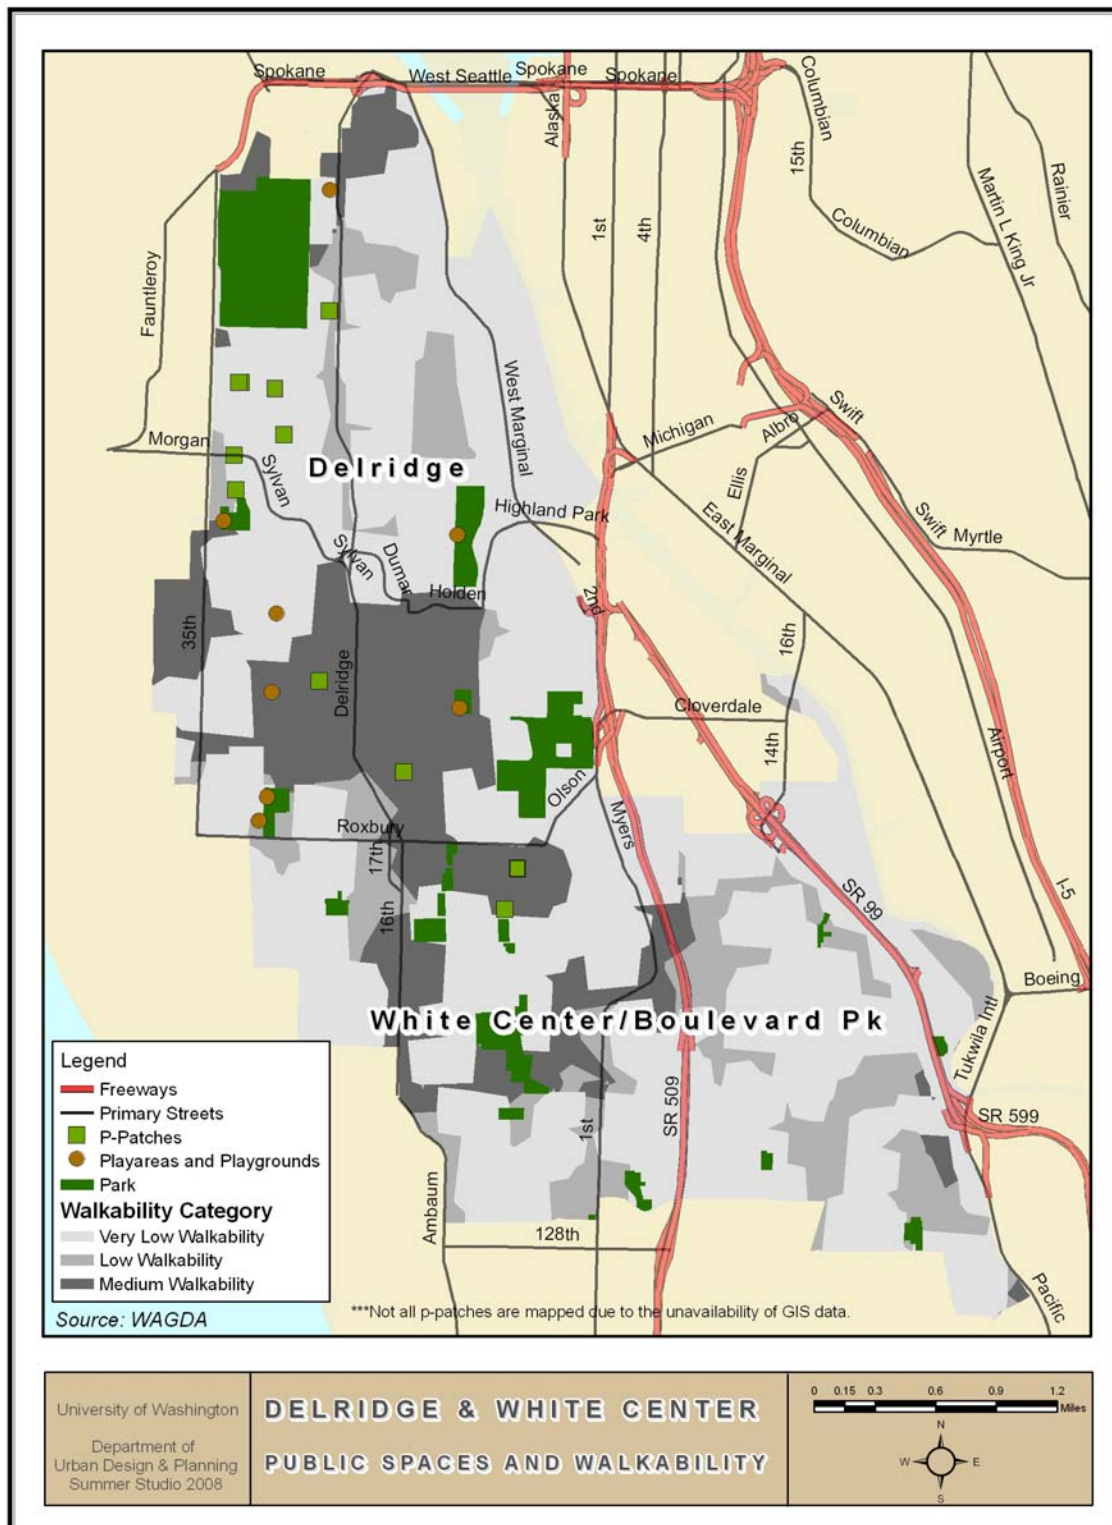 Spokane
West Seattle
Spokane
Spokane
Columbian
Alaskan
15th
Rainier
1st
4th
Martin L King Jr
Columbian
Fauntleroy
West Marginal
Swift
Michigan
Albro
Morgan
Sylvan
Delridge
Ellis
Highland Park
East Marginal
Swift
Myrtle
Sylvan
Dumar
Holden
2nd
35th
16th
Delridge
Cloverdale
14th
Airport
Olson
Myers
Roxbury
17th
I-5
SR 99
16th
Boeing
White Center/Boulevard Pk
Tukwila Intl
Legend
Freeways
Primary Streets
P-Patches
Playareas and Playgrounds
Park
Walkability Category
Very Low Walkability
Low Walkability
Medium Walkability
SR 509
SR 599
1st
Ambaum
128th
Pacific
Source: WAGDA
***Not all p-patches are mapped due to the unavailability of GIS data.
University of Washington
Department of
Urban Design & Planning
Summer Studio 2008
DELRIDGE & WHITE CENTER
PUBLIC SPACES AND WALKABILITY
0 0.15 0.3 0.6 0.9 1.2
Miles
N
W E
S